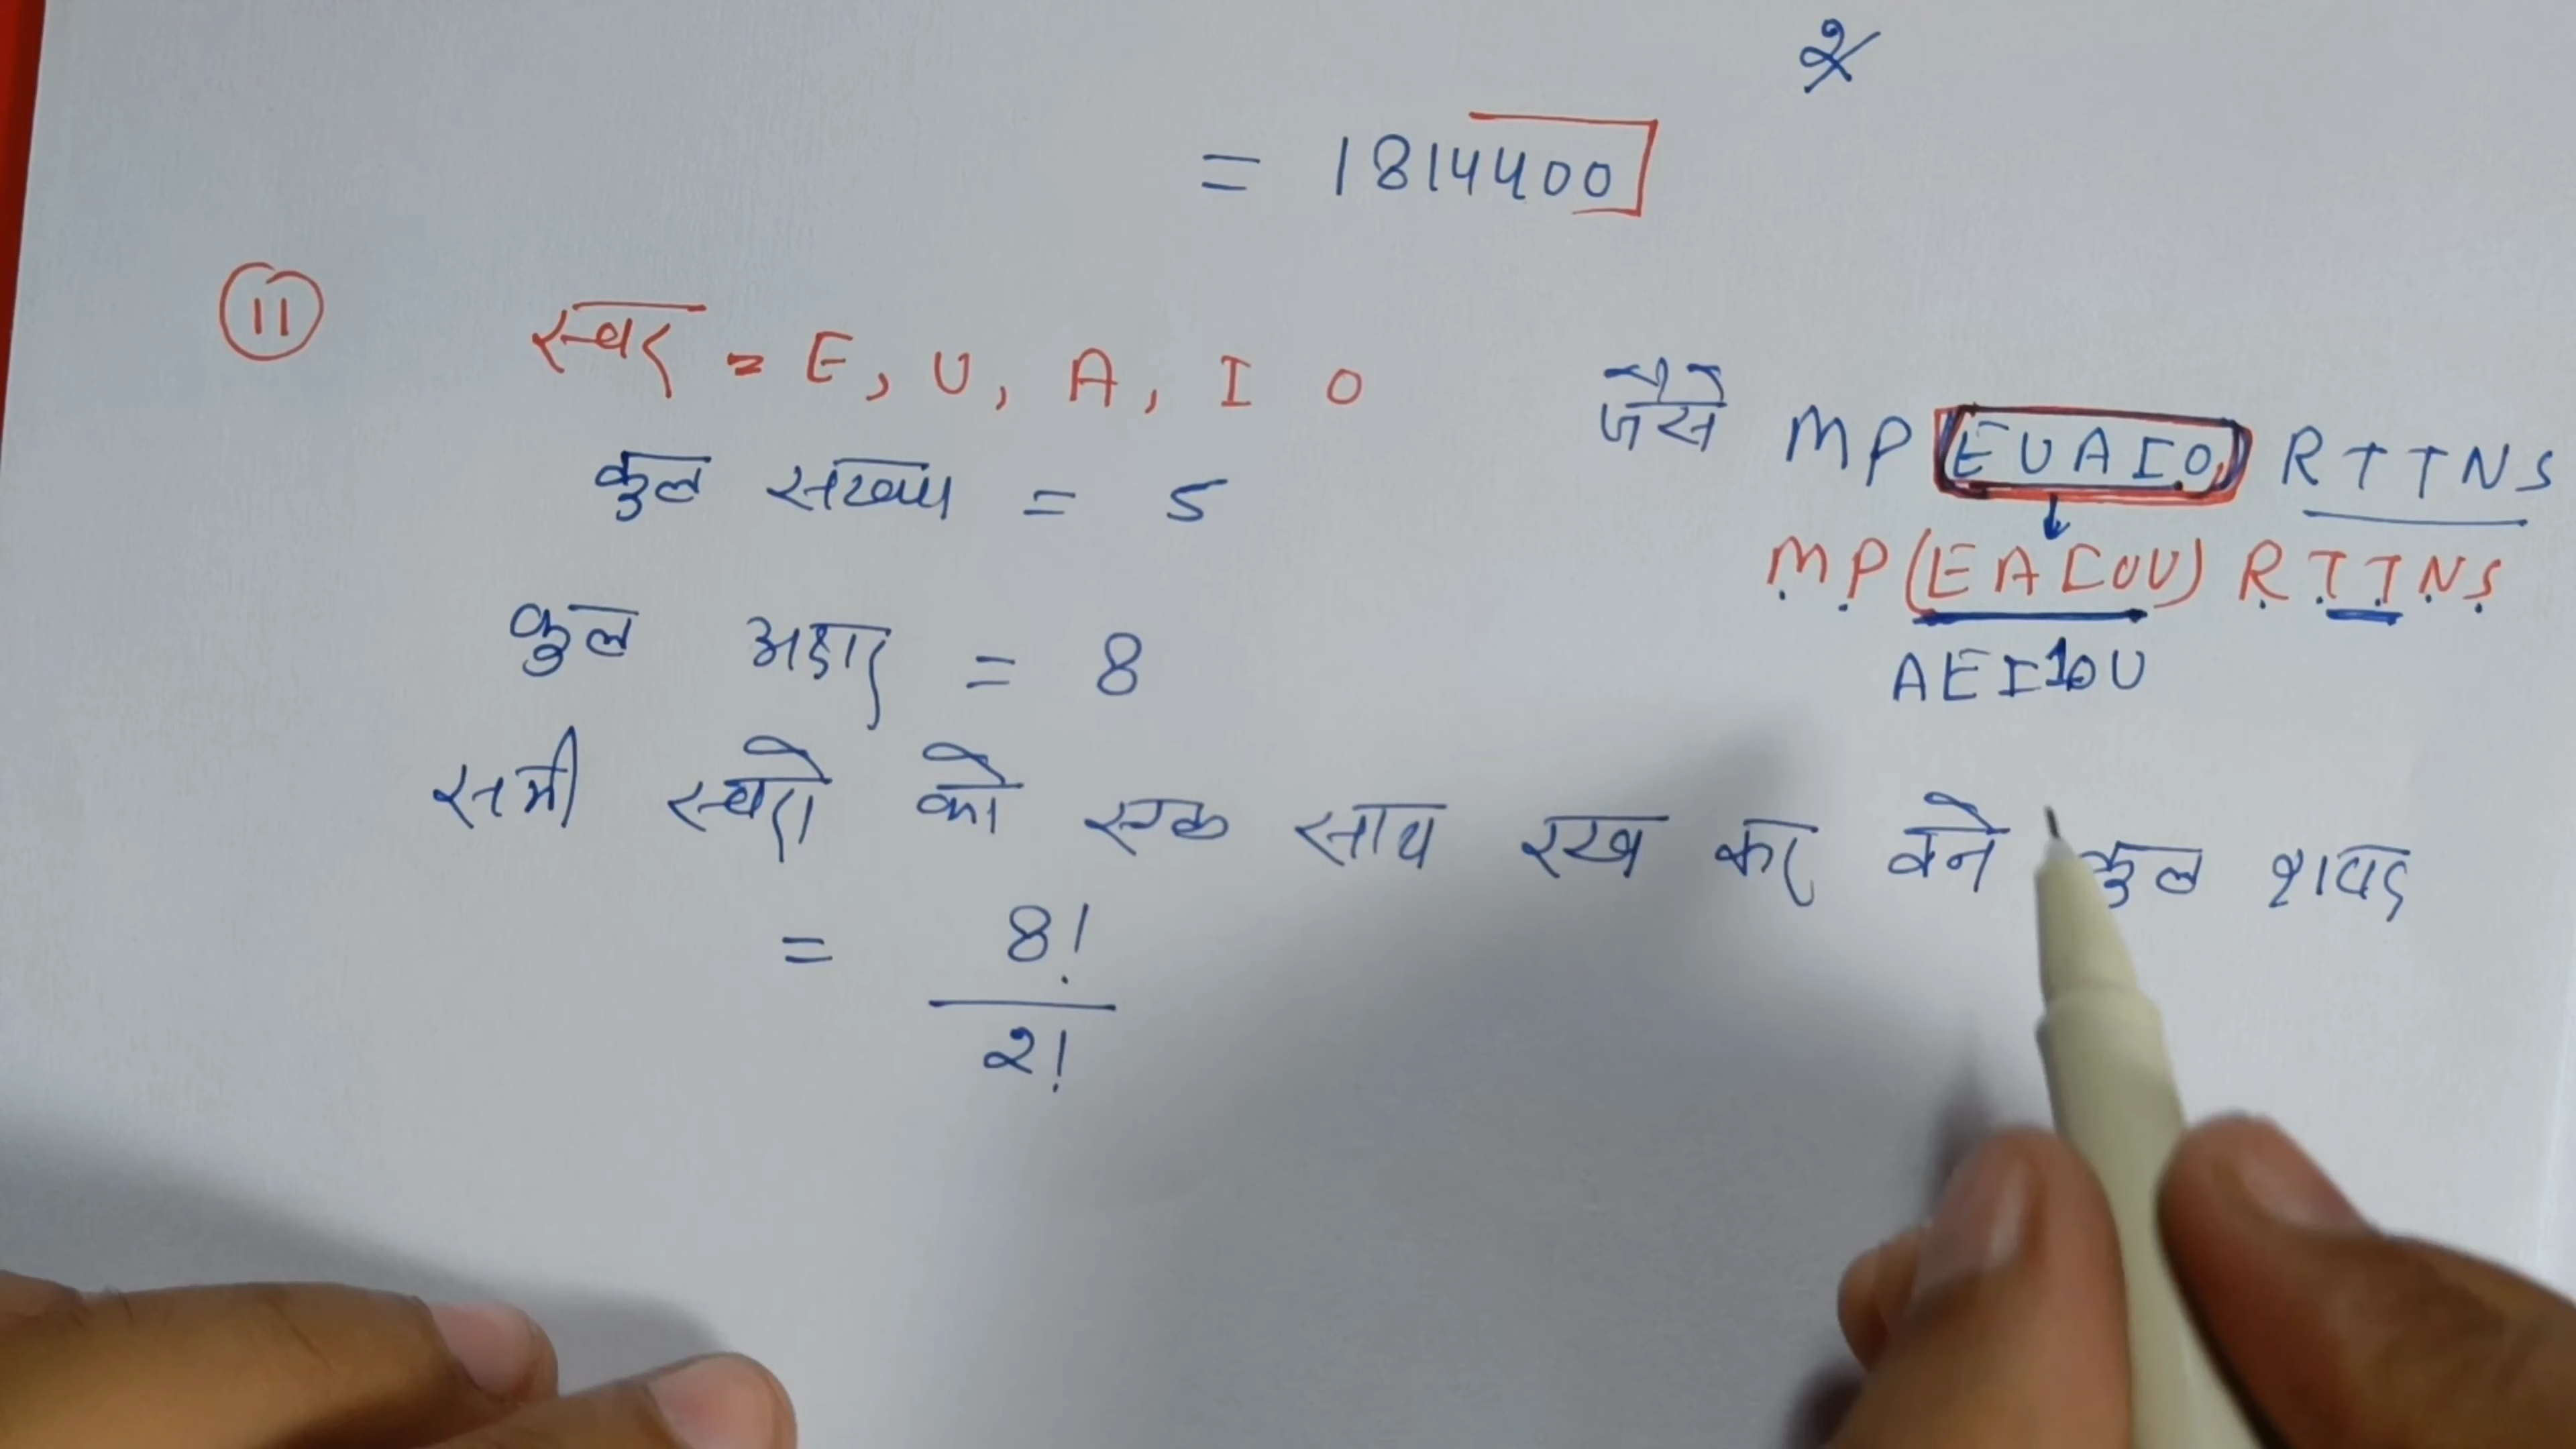 2
= 1814400
11 स्वर = E, U, A, I O
जैसे MP EUAIO, RTTNS
कुल संख्या = 5
MP (EAIOU) RTTNS
कुल अक्षर = 8
AEIOU
सभी स्वरो को एक साथ रख कर बने कुल शब्द
= 8!
2!